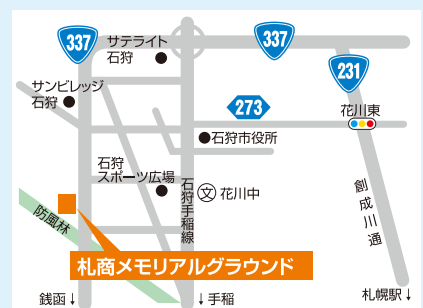 337
サテライト
石狩
337
231
サンビレッジ
石狩
273
花川東
石狩市役所
石狩
スポーツ広場
文
花川中
石狩手稲線
創成川通
防風林
札商メモリアルグラウンド
銭函↓
↓手稲
札幌駅↓